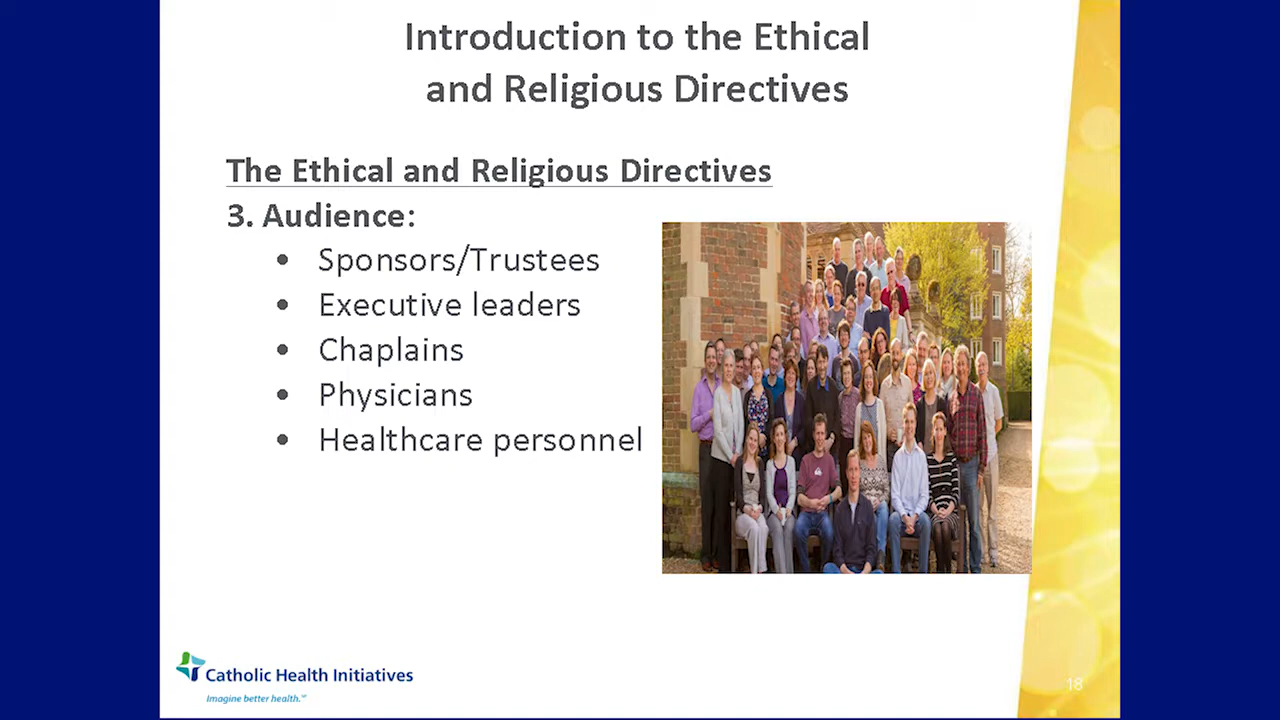 Introduction to the Ethical
and Religious Directives
The Ethical and Religious Directives
3. Audience:
• Sponsors/Trustees
• Executive leaders
• Chaplains
• Physicians
• Healthcare personnel
Catholic Health Initiatives
Imagine better health.℠
18